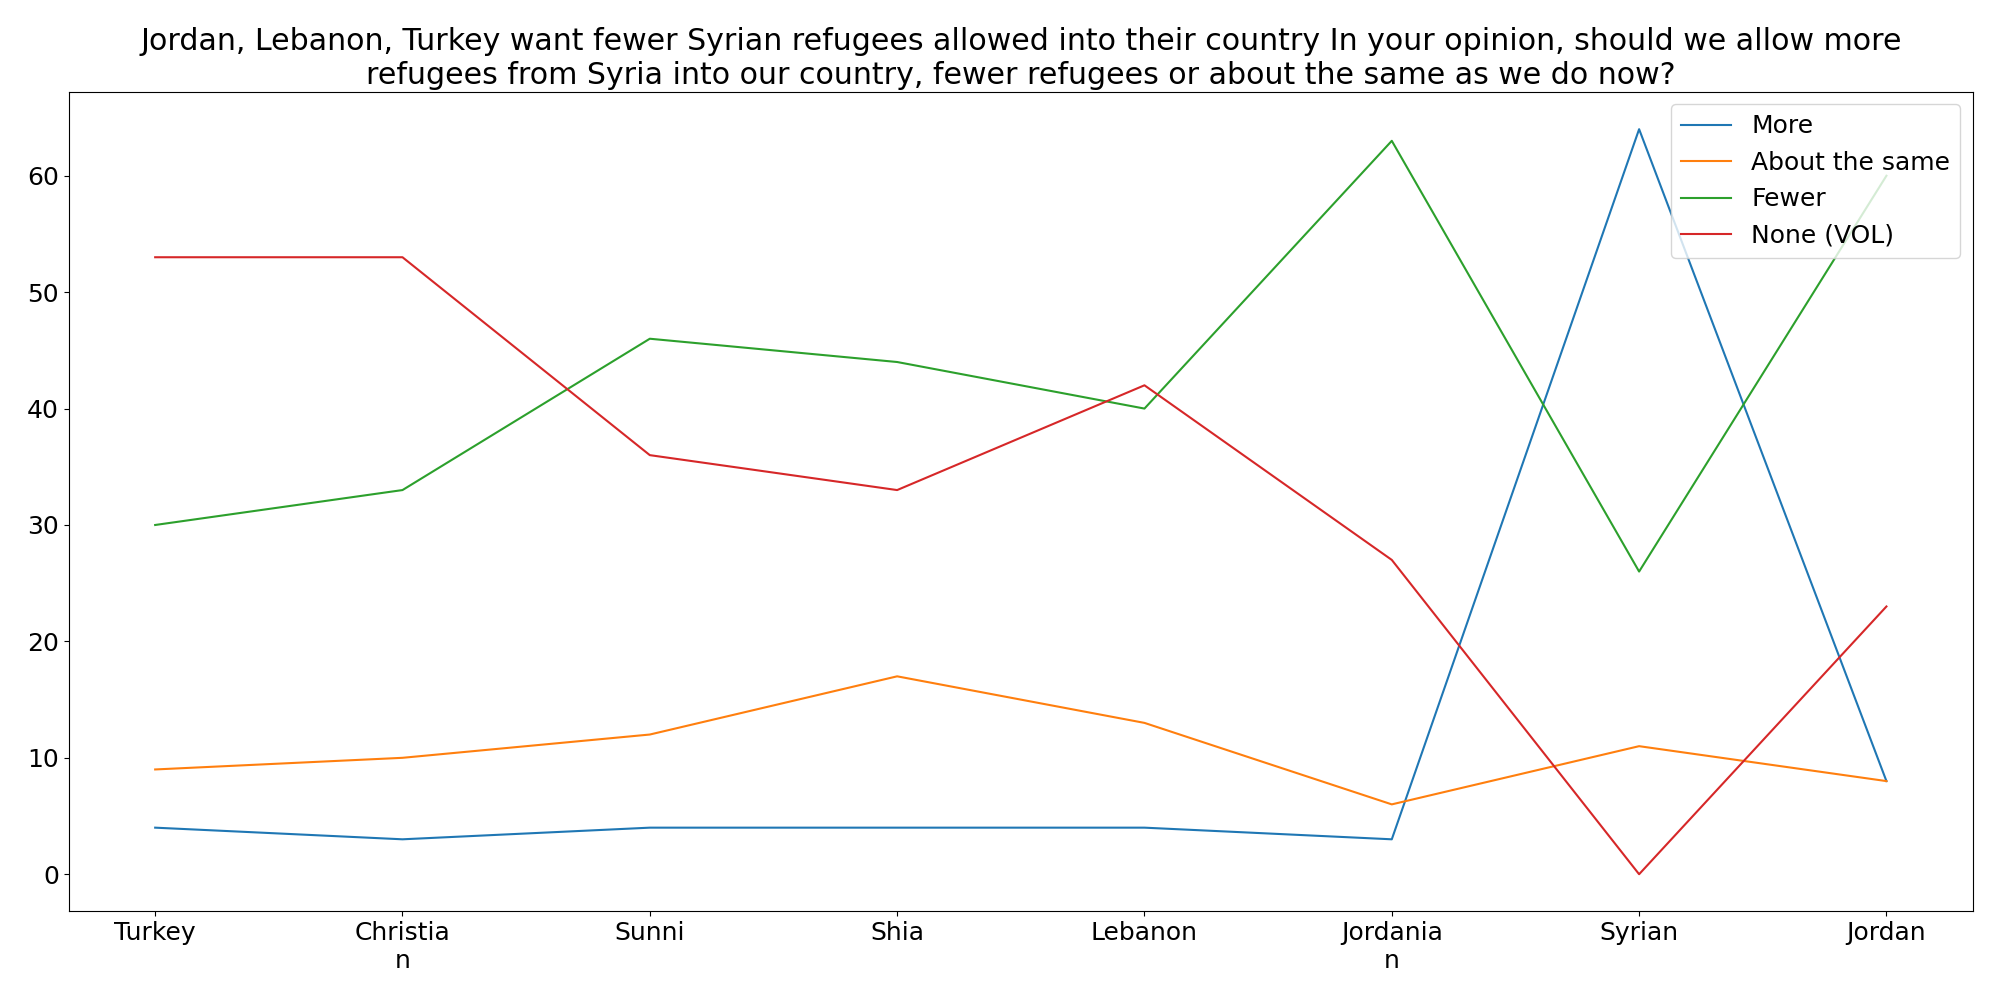 Jordan, Lebanon, Turkey want fewer Syrian refugees allowed into their country In your opinion, should we allow more
refugees from Syria into our country, fewer refugees or about the same as we do now?
More
About the same
Fewer
None (VOL)
60
50
40
30
20
10
0
Turkey
Christia
n
Sunni
Shia
Lebanon
Jordania
n
Syrian
Jordan